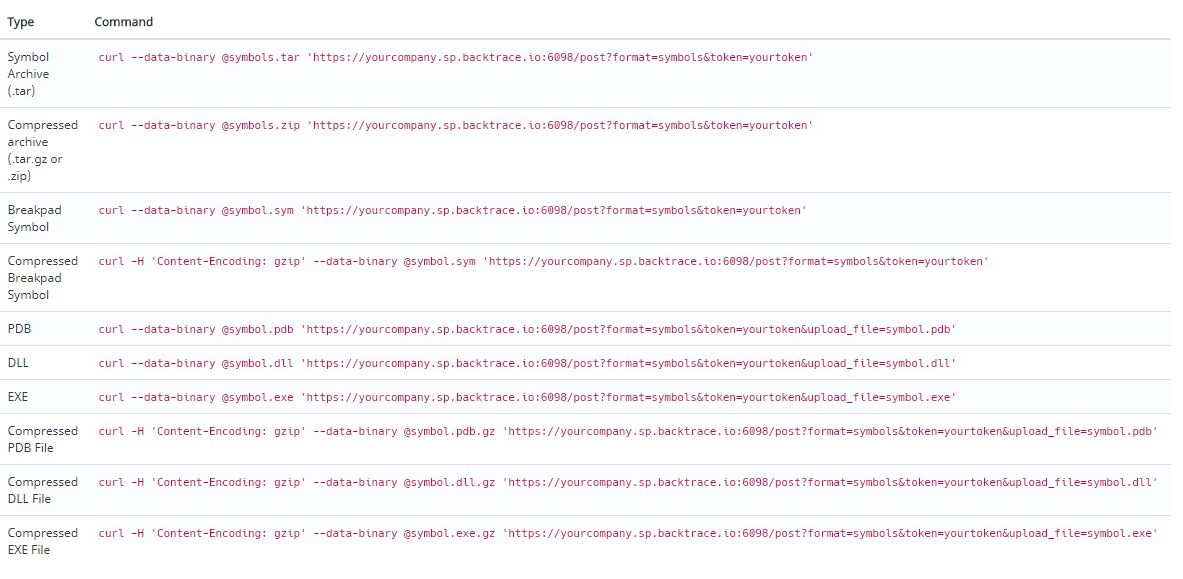 Type Command
Symbol
Archive
(.tar)
curl --data-binary @symbols.tar 'https://yourcompany.sp.backtrace.io:6098/post?format=symbols&token=yourtoken'
Compressed
archive
(.tar.gz or
.zip)
curl --data-binary @symbols.zip 'https://yourcompany.sp.backtrace.io:6098/post?format=symbols&token=yourtoken'
Breakpad
Symbol
curl --data-binary @symbol.sym 'https://yourcompany.sp.backtrace.io:6098/post?format=symbols&token=yourtoken'
Compressed
Breakpad
Symbol
curl -H 'Content-Encoding: gzip' --data-binary @symbol.sym 'https://yourcompany.sp.backtrace.io:6098/post?format=symbols&token=yourtoken'
PDB
curl --data-binary @symbol.pdb 'https://yourcompany.sp.backtrace.io:6098/post?format=symbols&token=yourtoken&upload_file=symbol.pdb'
DLL
curl --data-binary @symbol.dll 'https://yourcompany.sp.backtrace.io:6098/post?format=symbols&token=yourtoken&upload_file=symbol.dll'
EXE
curl --data-binary @symbol.exe 'https://yourcompany.sp.backtrace.io:6098/post?format=symbols&token=yourtoken&upload_file=symbol.exe'
Compressed
PDB File
curl -H 'Content-Encoding: gzip' --data-binary @symbol.pdb.gz 'https://yourcompany.sp.backtrace.io:6098/post?format=symbols&token=yourtoken&upload_file=symbol.pdb'
Compressed
DLL File
curl -H 'Content-Encoding: gzip' --data-binary @symbol.dll.gz 'https://yourcompany.sp.backtrace.io:6098/post?format=symbols&token=yourtoken&upload_file=symbol.dll'
Compressed
EXE File
curl -H 'Content-Encoding: gzip' --data-binary @symbol.exe.gz 'https://yourcompany.sp.backtrace.io:6098/post?format=symbols&token=yourtoken&upload_file=symbol.exe'